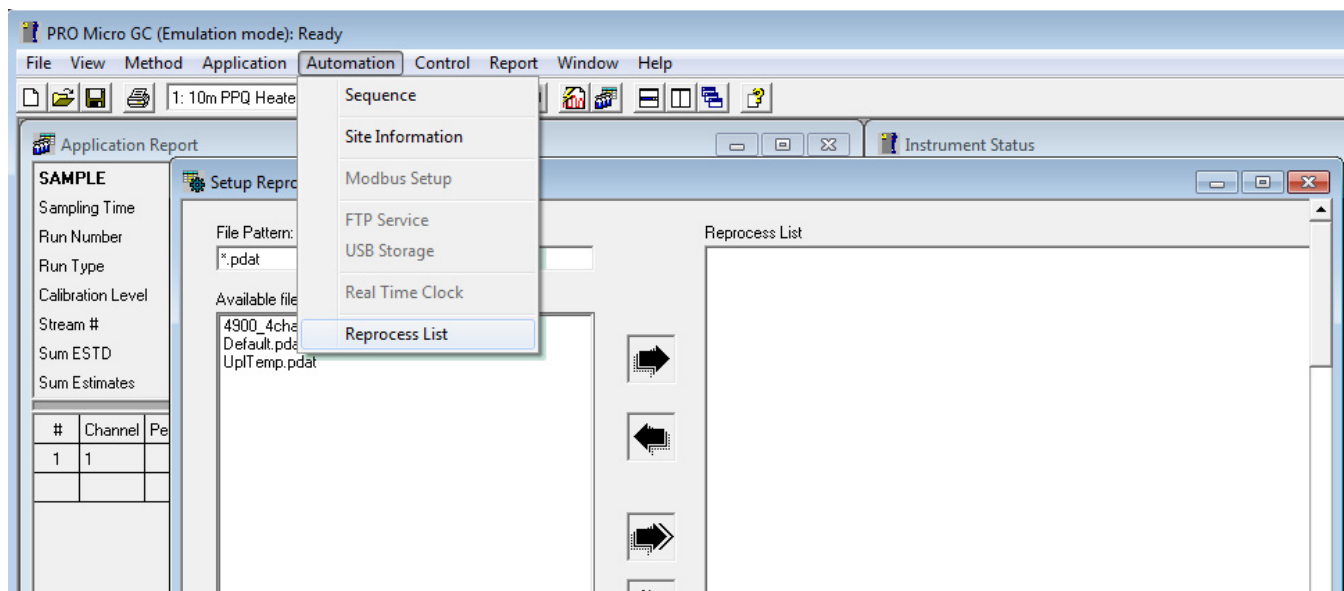 PRO Micro GC (Emulation mode): Ready
File View Method Application Automation Control Report Window Help
1: 10m PPQ Heate
Sequence
Site Information
Modbus Setup
FTP Service
USB Storage
Real Time Clock
Reprocess List
Application Report
Instrument Status
SAMPLE
Sampling Time
Run Number
Run Type
Calibration Level
Stream #
Sum ESTD
Sum Estimates
# Channel Pe
1 1
Setup Repro
File Pattern:
*.pdat
Available file
4900_4cha
Default.pda
UplTemp.pdat
Reprocess List